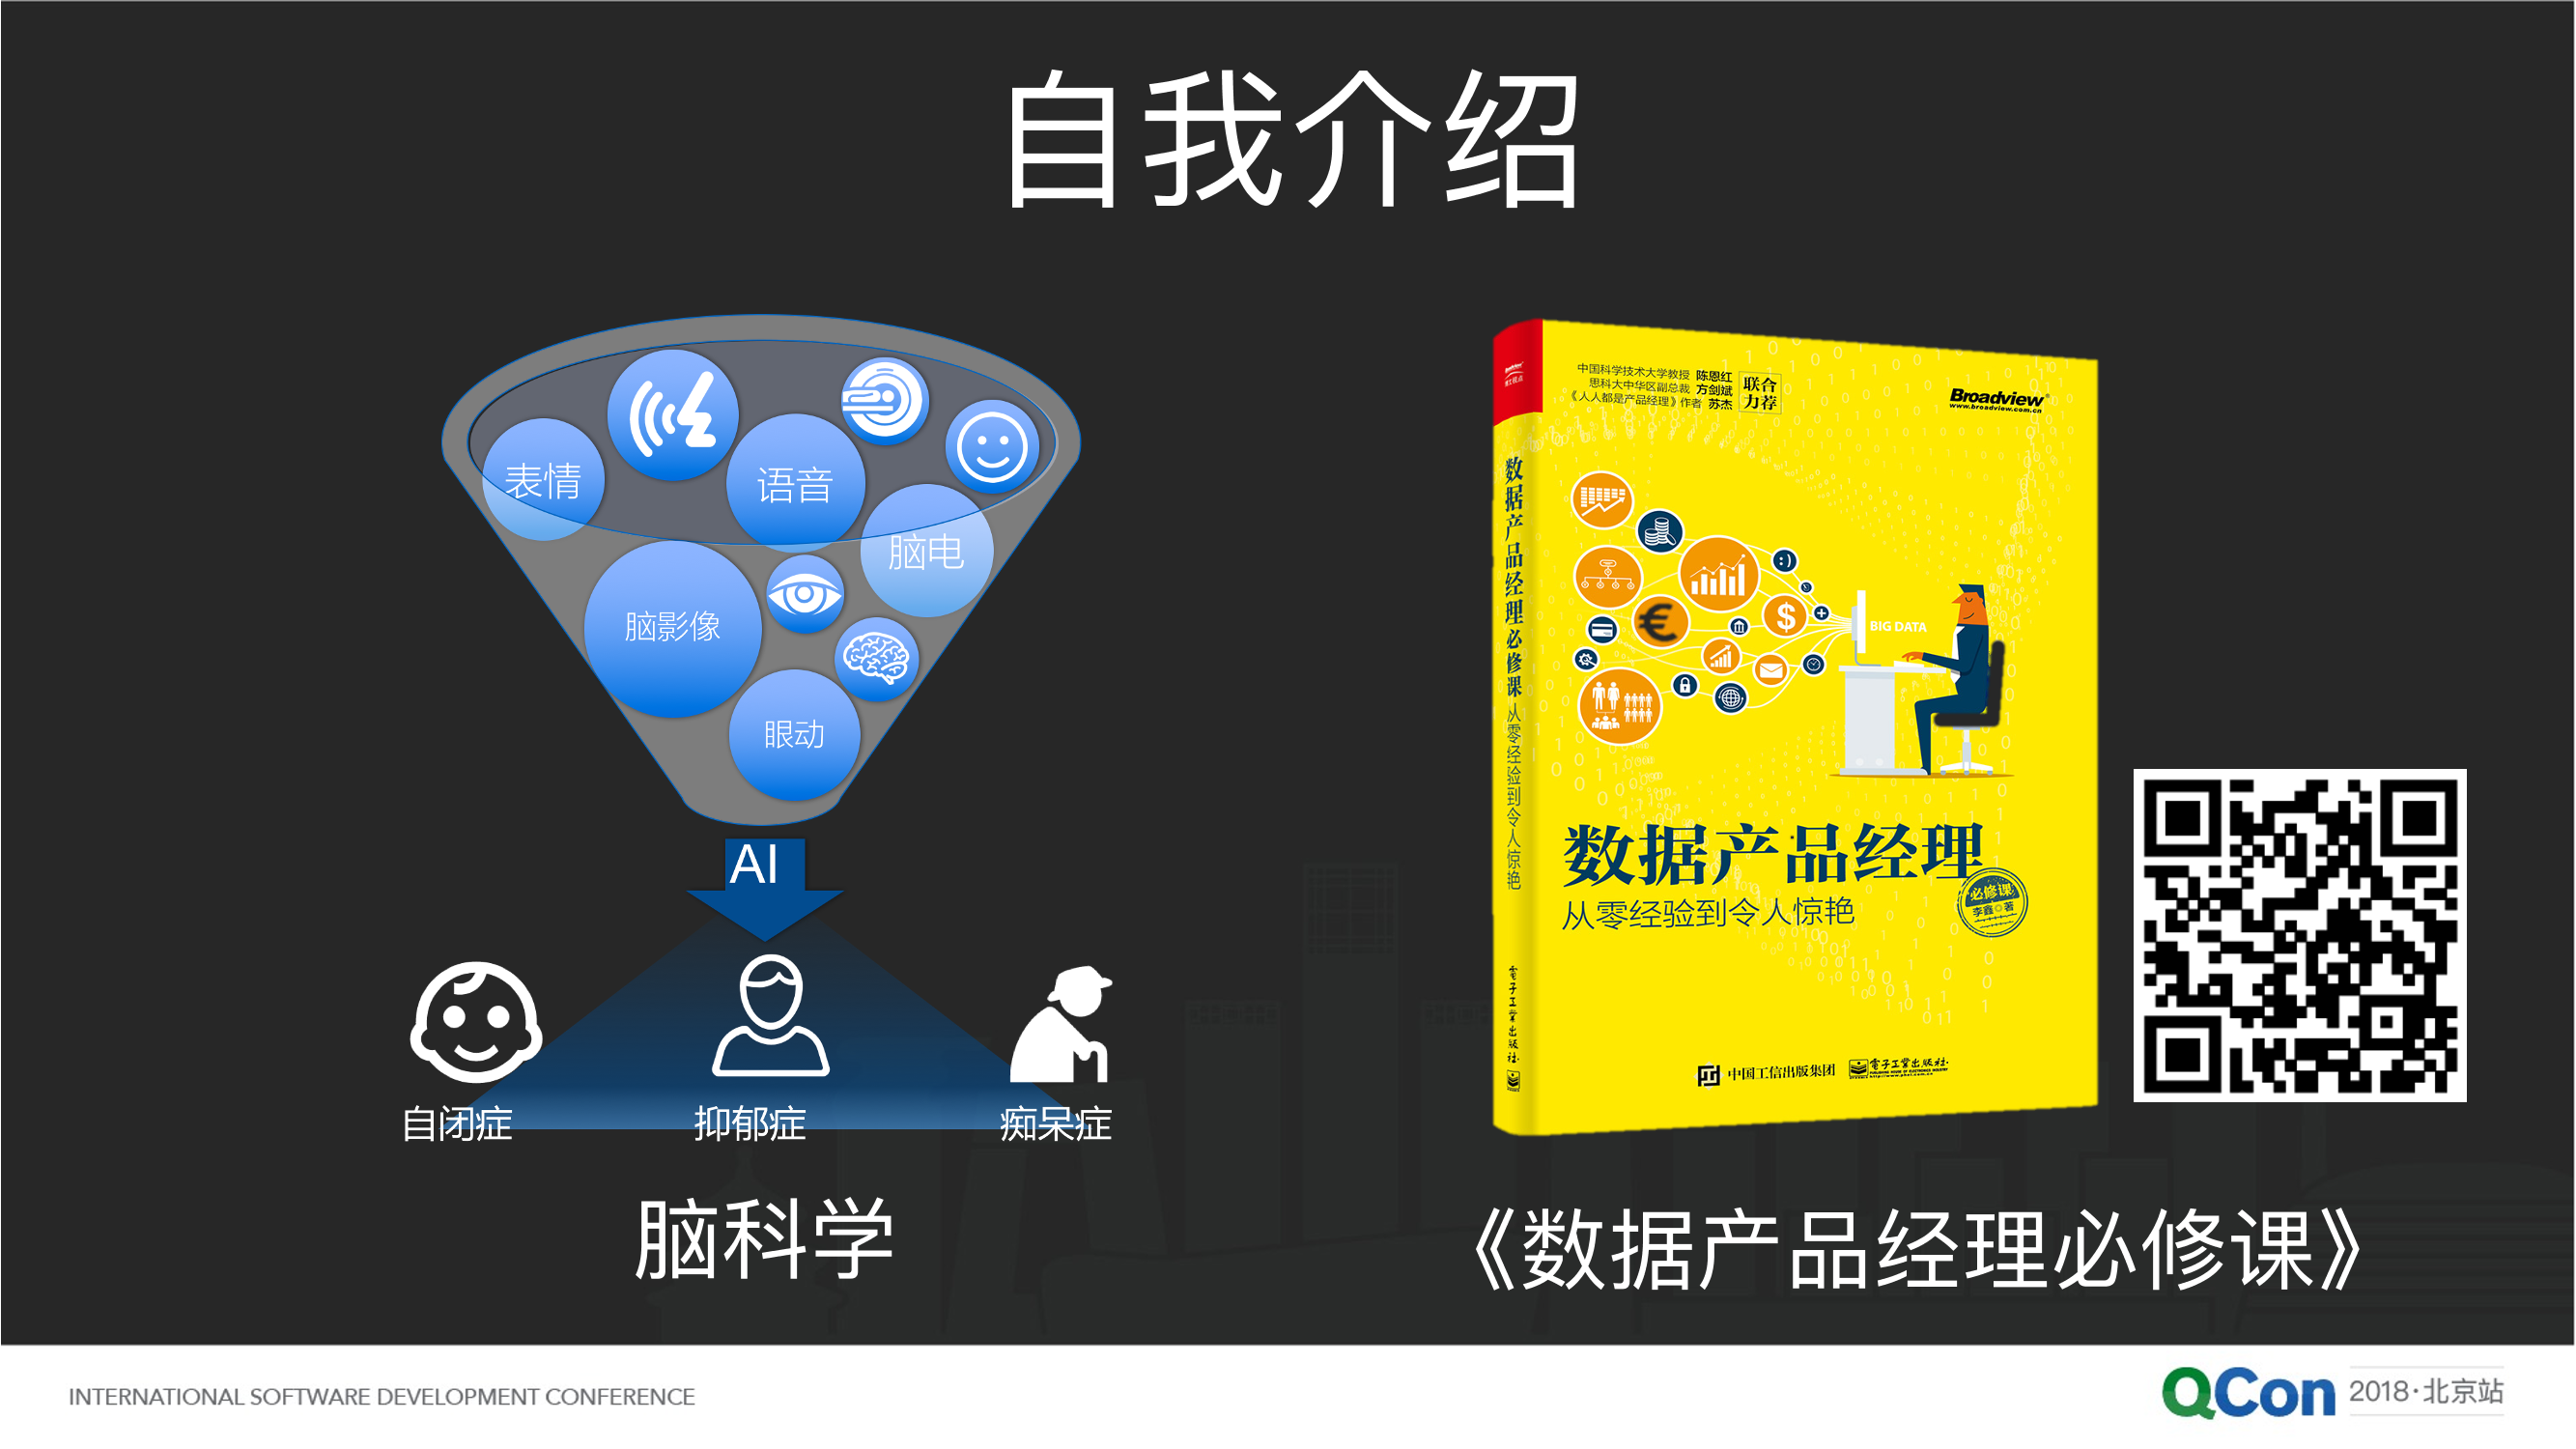 自我介绍
表情
语音
脑电
脑影像
眼动
AI
自闭症
抑郁症
痴呆症
脑科学
中国科学技术大学教授 陈恩红
思科大中华区副总裁 方剑斌
《人人都是产品经理》作者 苏杰
联合
力荐
Broadview
www.broadview.com.cn
BIG DATA
数据产品经理
必修课
李鑫◎著
从零经验到令人惊艳
中国工信出版集团
电子工业出版社
数据产品经理必修课 从零经验到令人惊艳
电子工业出版社
《数据产品经理必修课》
INTERNATIONAL SOFTWARE DEVELOPMENT CONFERENCE
QCon 2018·北京站